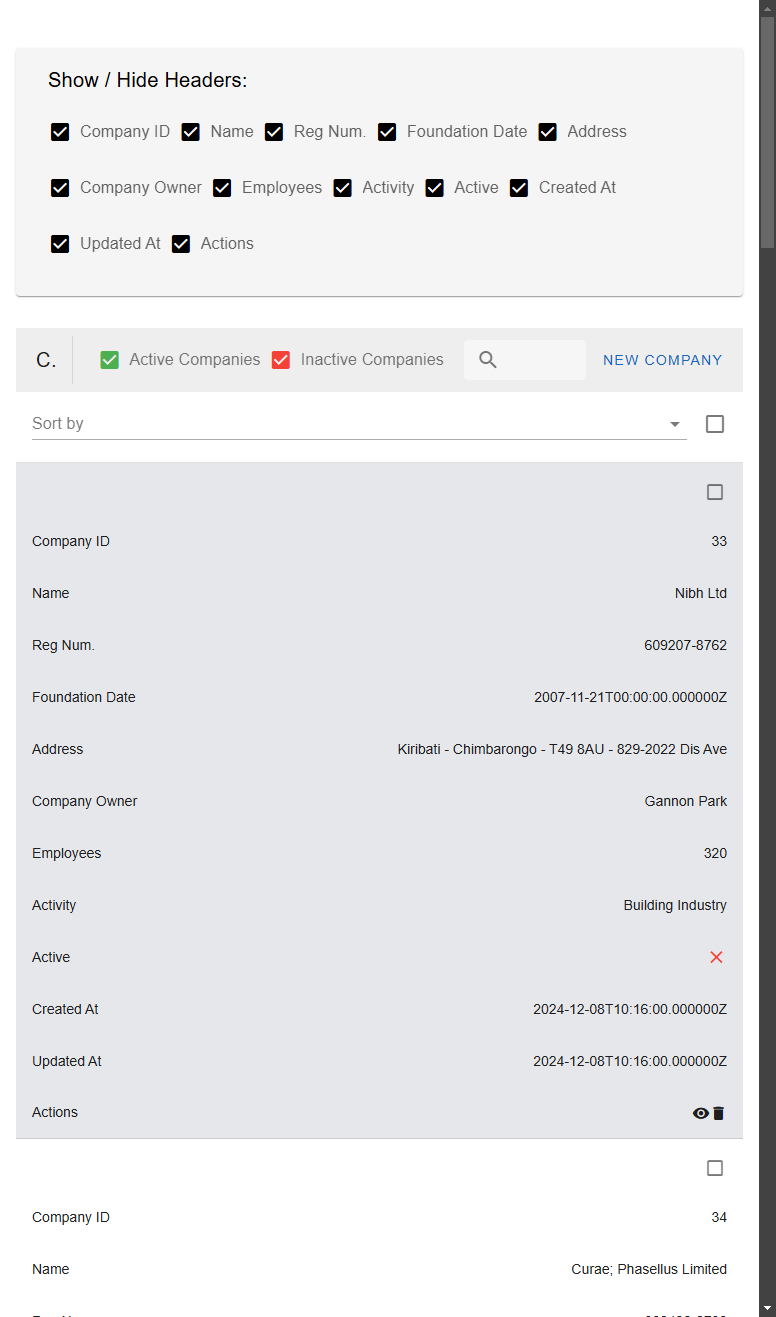 Show / Hide Headers:
Company ID Name Reg Num. Foundation Date Address
Company Owner Employees Activity Active Created At
Updated At Actions
C. Active Companies Inactive Companies NEW COMPANY
Sort by
Company ID 33
Name Nibh Ltd
Reg Num. 609207-8762
Foundation Date 2007-11-21T00:00:00.000000Z
Address Kiribati - Chimbarongo - T49 8AU - 829-2022 Dis Ave
Company Owner Gannon Park
Employees 320
Activity Building Industry
Active
Created At 2024-12-08T10:16:00.000000Z
Updated At 2024-12-08T10:16:00.000000Z
Actions
Company ID 34
Name Curae; Phasellus Limited